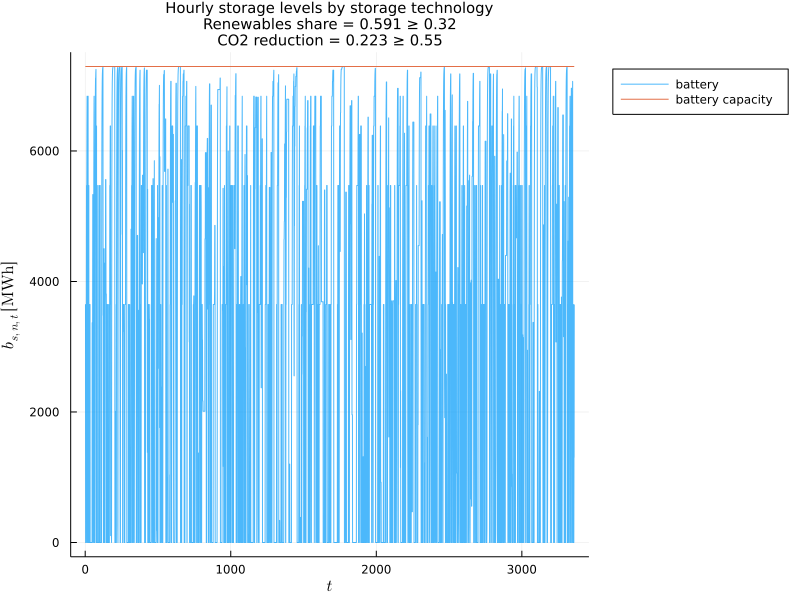 Hourly storage levels by storage technology
Renewables share = 0.591 ≥ 0.32
CO2 reduction = 0.223 ≥ 0.55
battery
battery capacity
6000
4000
2000
0
b_{s,n,t} [MWh]
0 1000 2000 3000
t